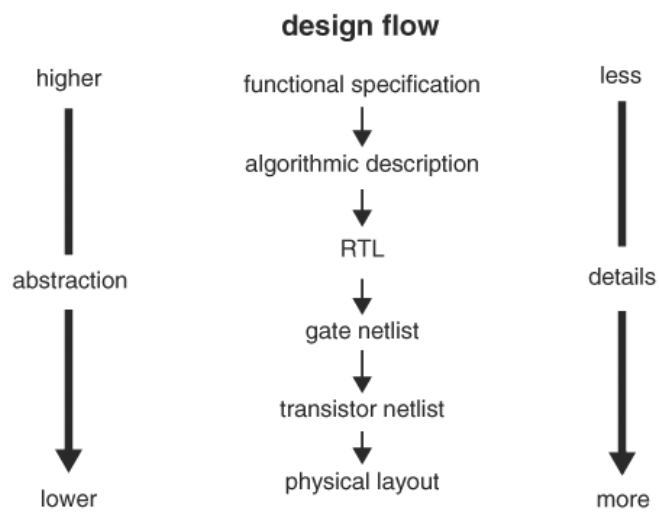 design flow
higher
functional specification
less
algorithmic description
RTL
abstraction
details
gate netlist
transistor netlist
physical layout
lower
more